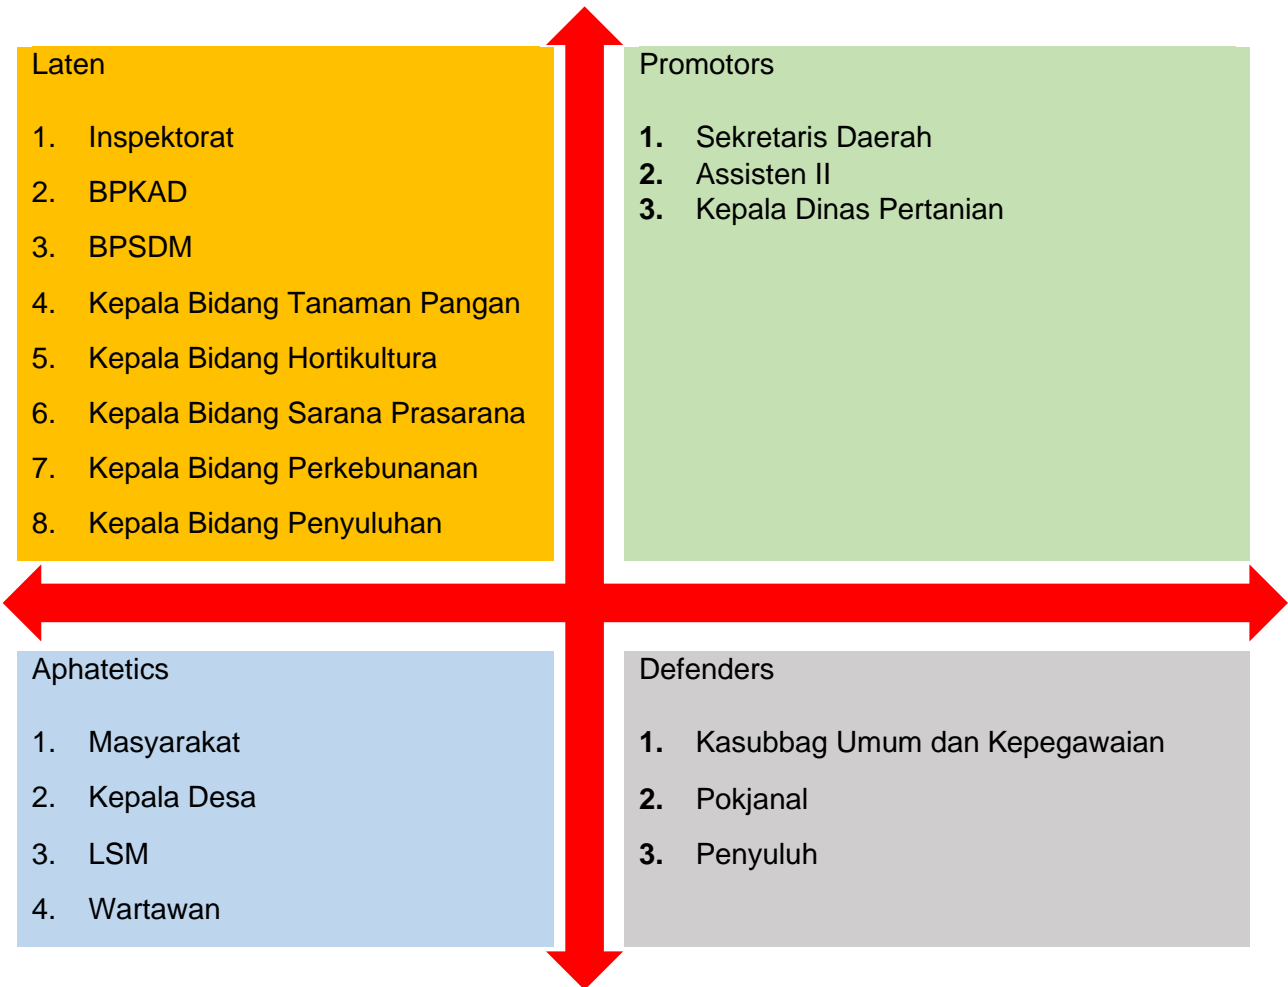 Laten
1. Inspektorat
2. BPKAD
3. BPSDM
4. Kepala Bidang Tanaman Pangan
5. Kepala Bidang Hortikultura
6. Kepala Bidang Sarana Prasarana
7. Kepala Bidang Perkebunanan
8. Kepala Bidang Penyuluhan
Promotors
1. Sekretaris Daerah
2. Assisten II
3. Kepala Dinas Pertanian
Aphatetics
1. Masyarakat
2. Kepala Desa
3. LSM
4. Wartawan
Defenders
1. Kasubbag Umum dan Kepegawaian
2. Pokjanal
3. Penyuluh